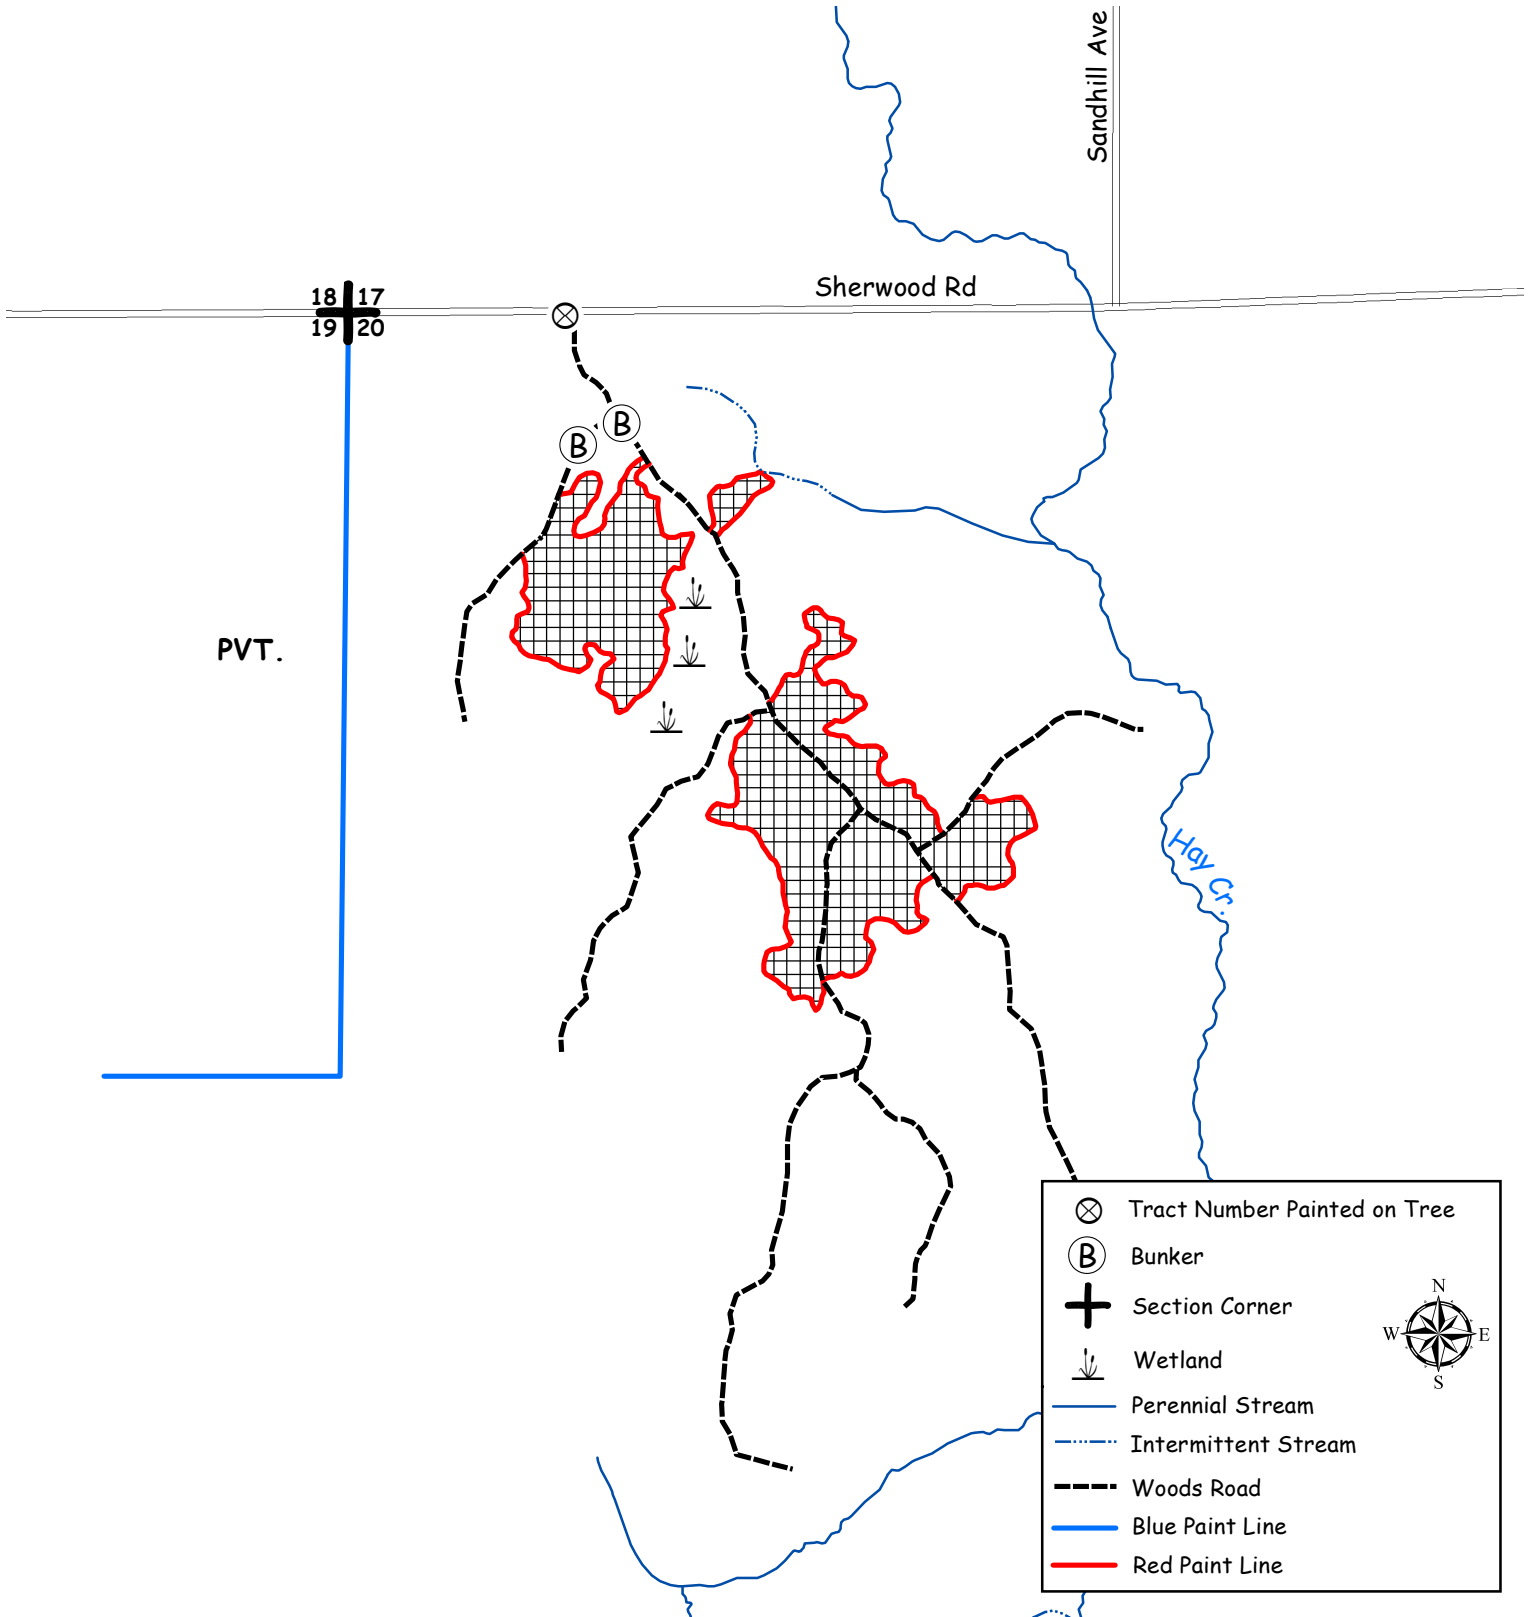 Sandhill Ave
Sherwood Rd
18 17
19 20
B
B
PVT.
Hay Cr.
Tract Number Painted on Tree
B Bunker
Section Corner
Wetland
Perennial Stream
Intermittent Stream
Woods Road
Blue Paint Line
Red Paint Line
N
W E
S